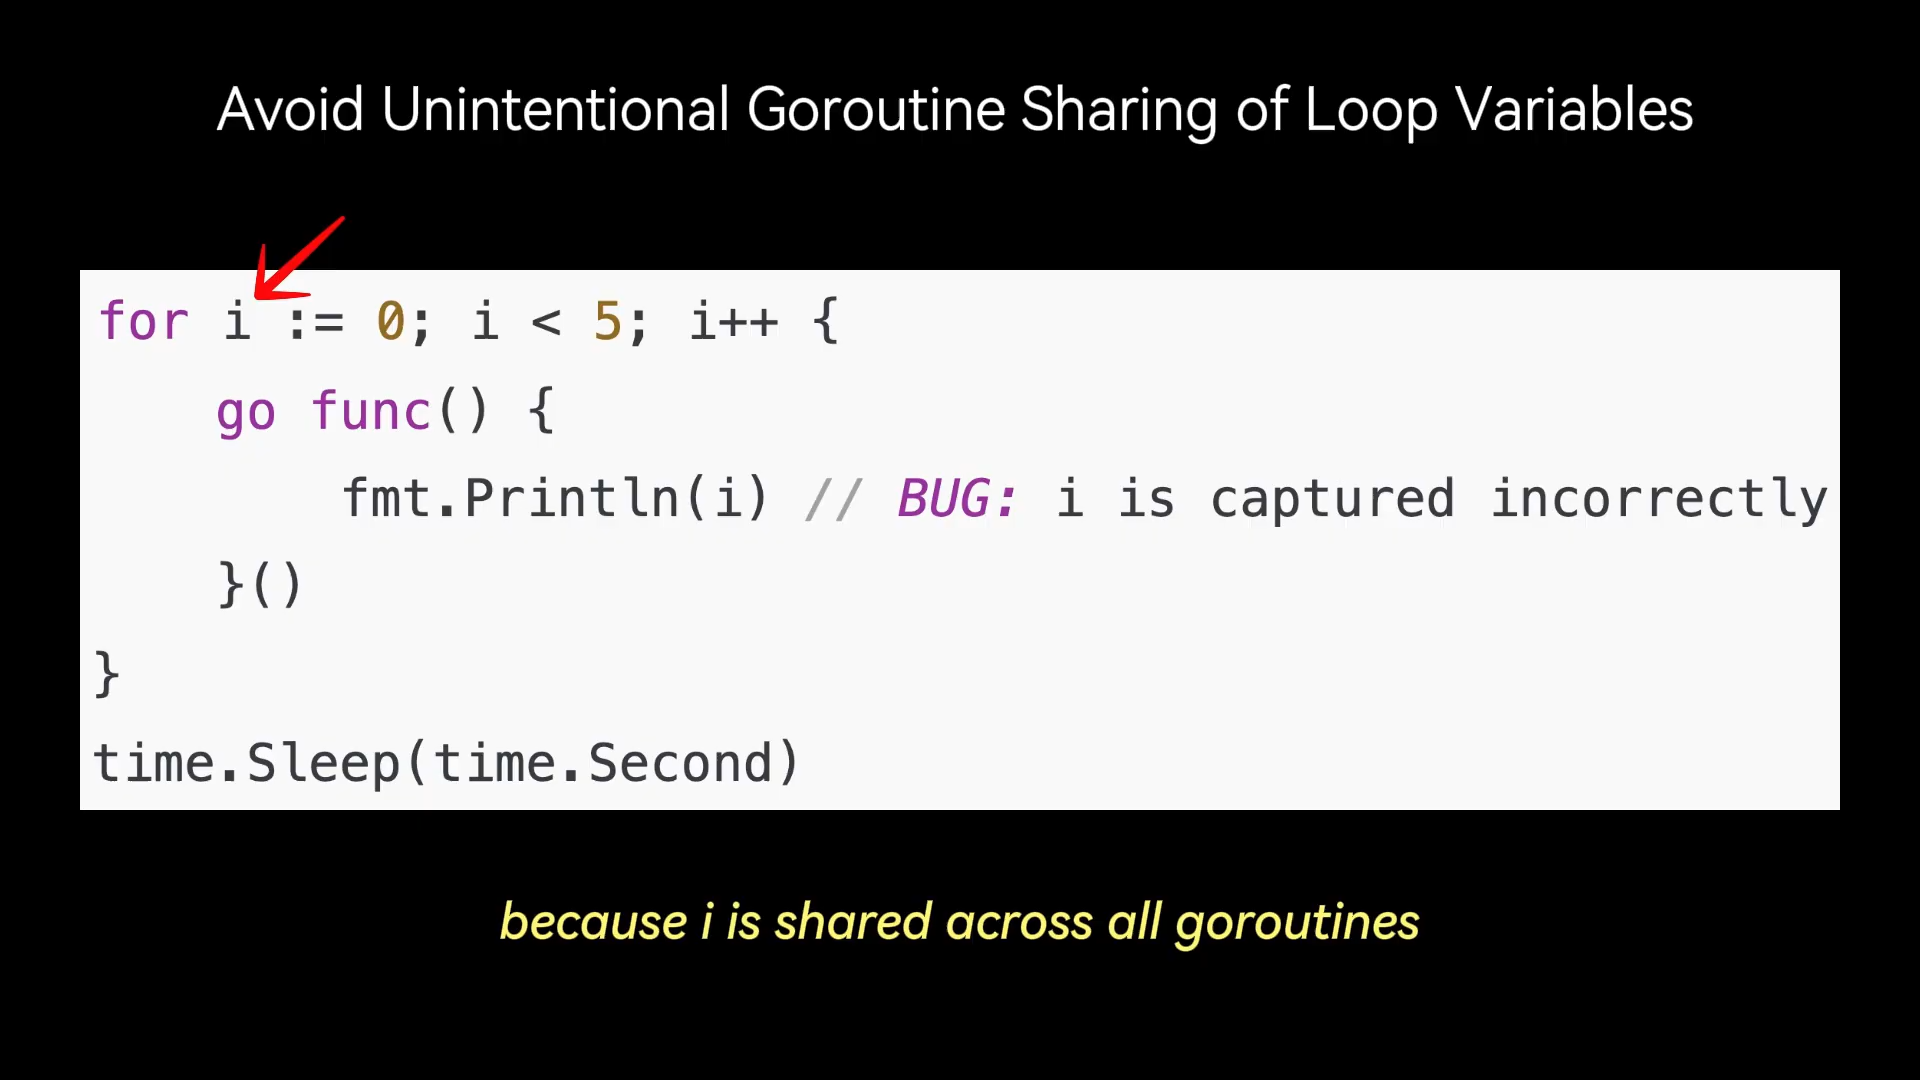 Avoid Unintentional Goroutine Sharing of Loop Variables
for i := 0; i < 5; i++ {
    go func() {
        fmt.Println(i) // BUG: i is captured incorrectly
    }()
}
time.Sleep(time.Second)
because i is shared across all goroutines